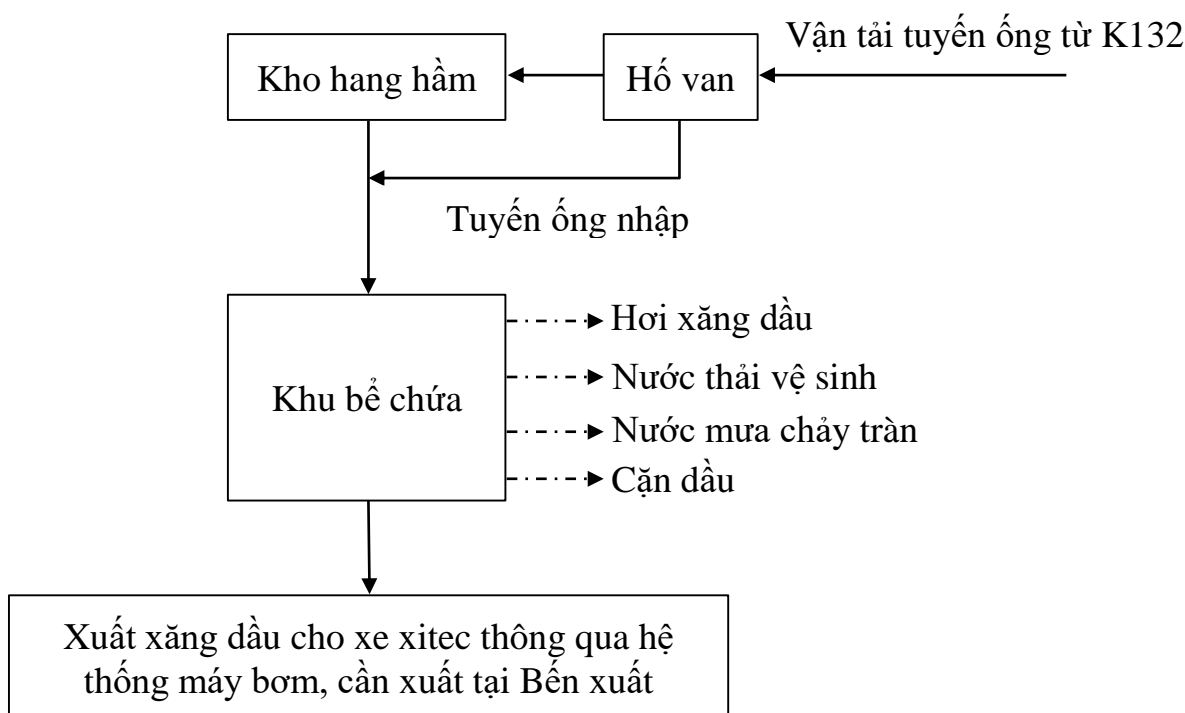 Vận tải tuyến ống từ K132
Kho hang hầm
Hố van
Tuyến ống nhập
Khu bể chứa
Hơi xăng dầu
Nước thải vệ sinh
Nước mưa chảy tràn
Cặn dầu
Xuất xăng dầu cho xe xitec thông qua hệ
thống máy bơm, cần xuất tại Bến xuất